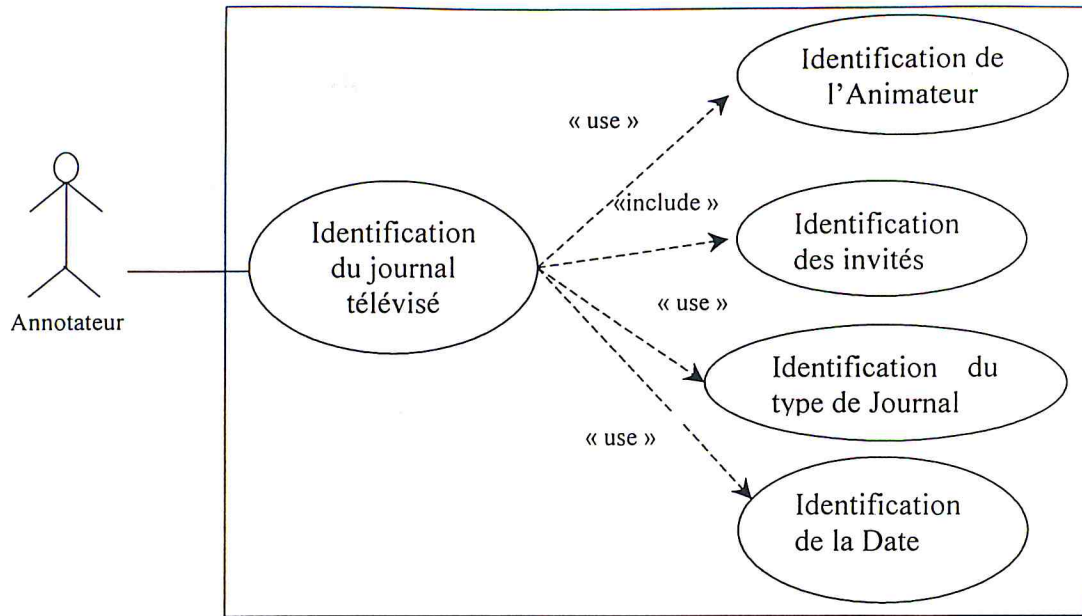 Identification de
l'Animateur
« use »
«include »
Identification
du journal
télévisé
Identification
des invités
« use »
Annotateur
Identification du
type de Journal
« use »
Identification
de la Date